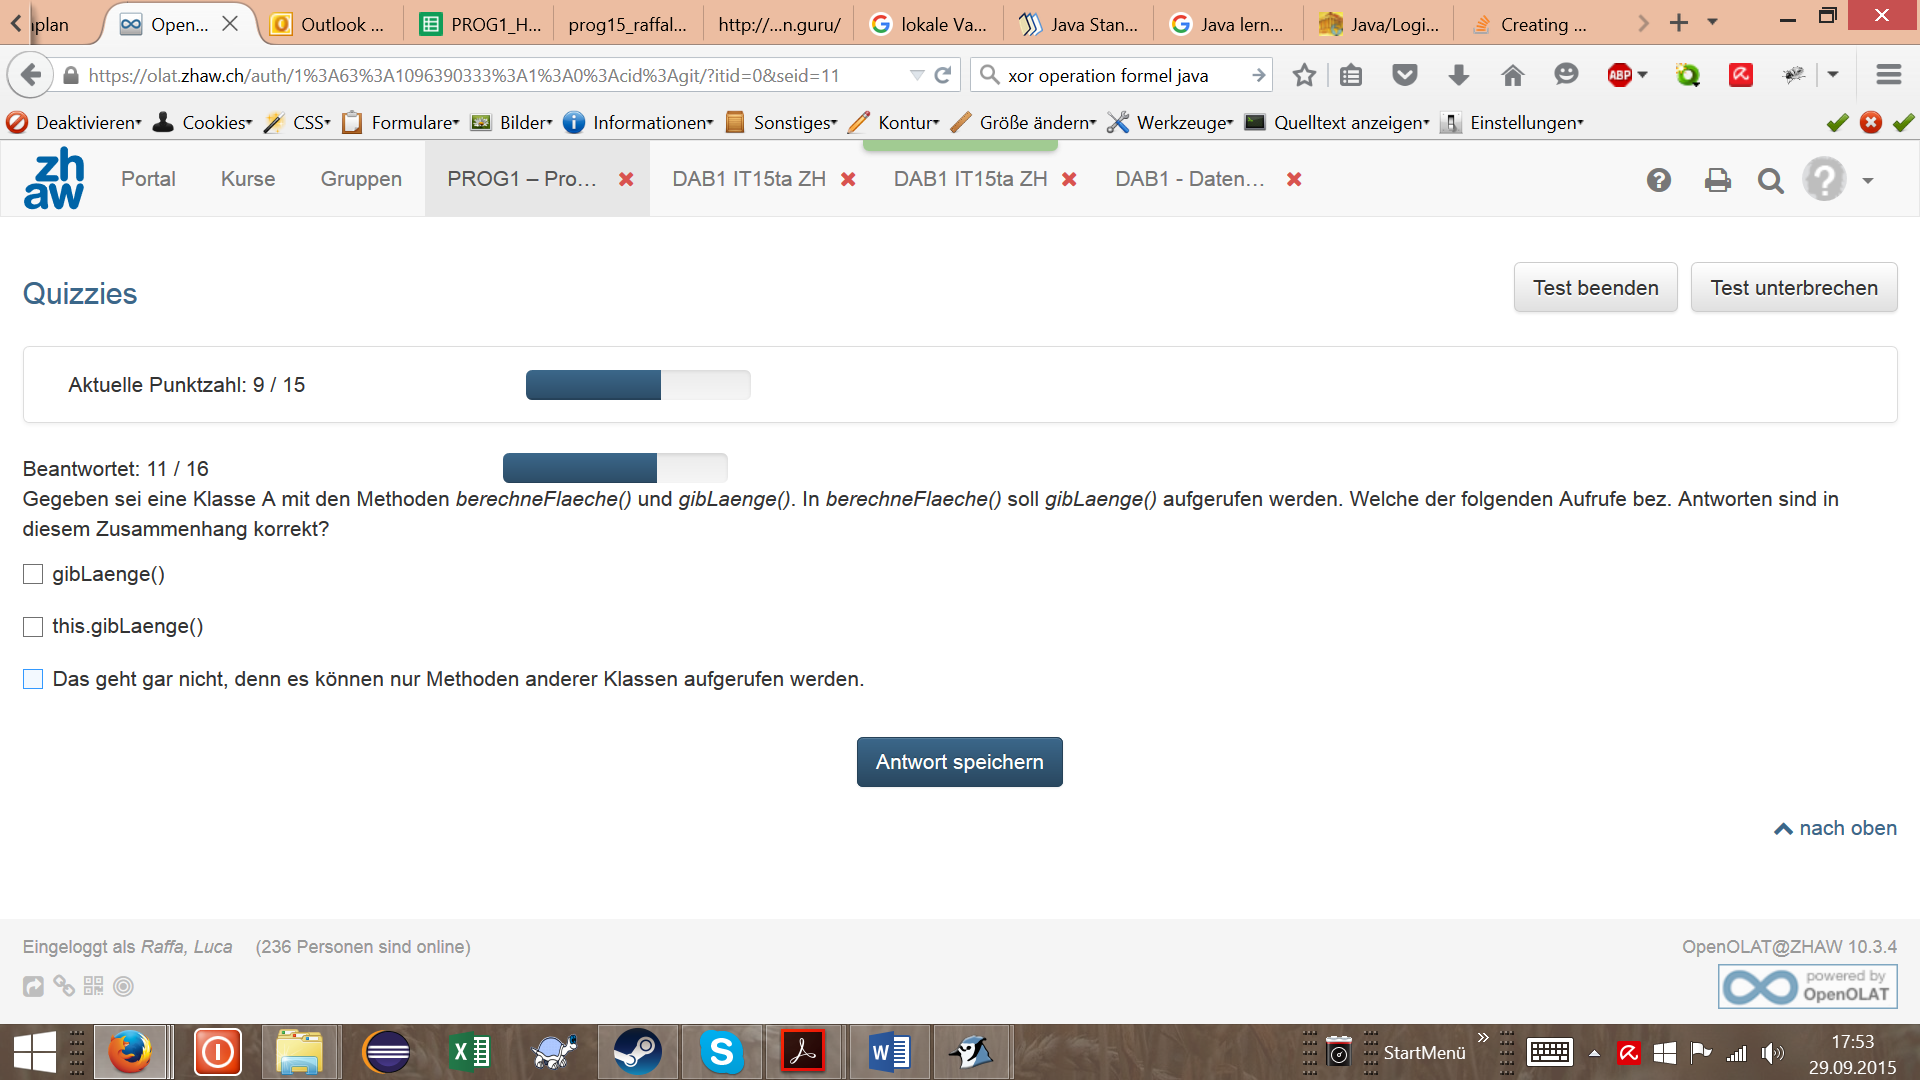 nplan Open... Outlook ... PROG1_H... prog15_raffal... http://...n.guru/ lokale Va... Java Stan... Java lern... Java/Logi... Creating ...
https://olat.zhaw.ch/auth/1%3A63%3A1096390333%3A1%3A0%3Acid%3Agit/?itid=0&seid=11 xor operation formel java ABP
Deaktivieren Cookies CSS Formulare Bilder Informationen Sonstiges Kontur Größe ändern Werkzeuge Quelltext anzeigen Einstellungen
zh aw Portal Kurse Gruppen PROG1 – Pro... DAB1 IT15ta ZH DAB1 IT15ta ZH DAB1 - Daten...
Quizzies Test beenden Test unterbrechen
Aktuelle Punktzahl: 9 / 15
Beantwortet: 11 / 16
Gegeben sei eine Klasse A mit den Methoden berechneFlaeche() und gibLaenge(). In berechneFlaeche() soll gibLaenge() aufgerufen werden. Welche der folgenden Aufrufe bez. Antworten sind in
diesem Zusammenhang korrekt?
gibLaenge()
this.gibLaenge()
Das geht gar nicht, denn es können nur Methoden anderer Klassen aufgerufen werden.
Antwort speichern
nach oben
Eingeloggt als Raffa, Luca (236 Personen sind online) OpenOLAT@ZHAW 10.3.4
powered by
OpenOLAT
StartMenü 17:53
29.09.2015